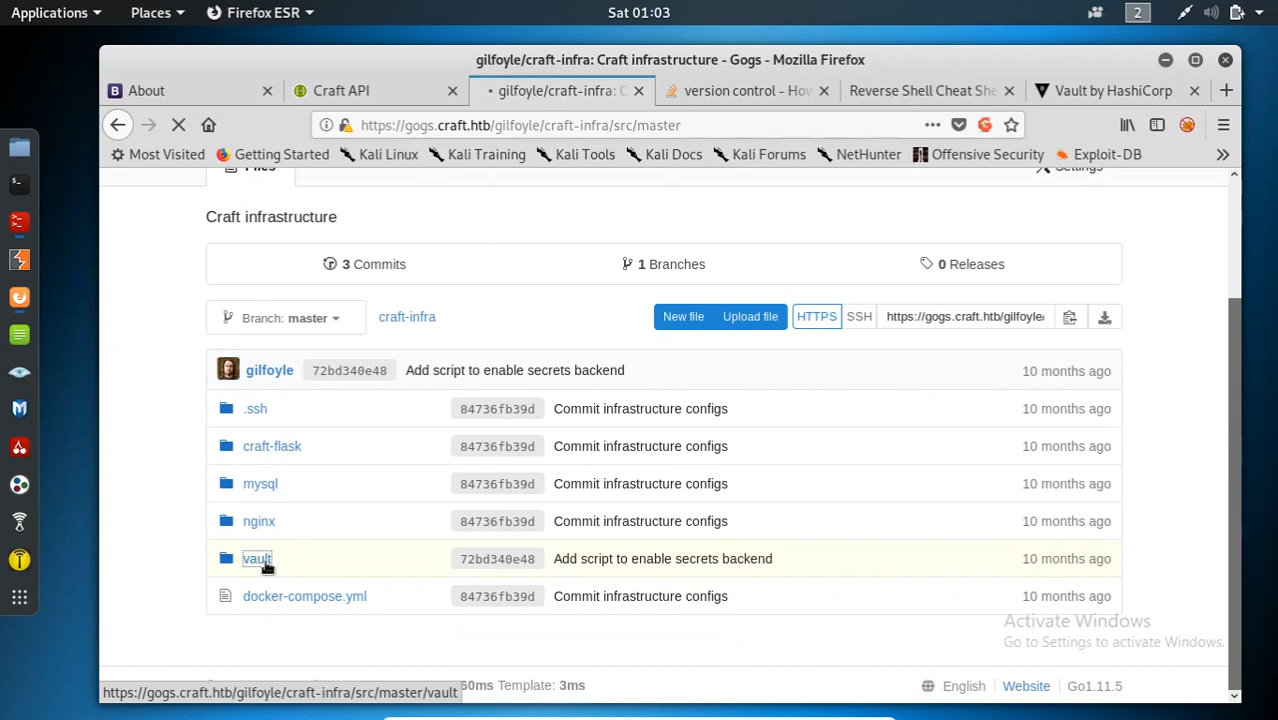 Applications Places Firefox ESR Sat 01:03 2
gilfoyle/craft-infra: Craft infrastructure - Gogs - Mozilla Firefox
About Craft API gilfoyle/craft-infra: C version control - How Reverse Shell Cheat She Vault by HashiCorp
https://gogs.craft.htb/gilfoyle/craft-infra/src/master
Most Visited Getting Started Kali Linux Kali Training Kali Tools Kali Docs Kali Forums NetHunter Offensive Security Exploit-DB
Files Settings
Craft infrastructure
3 Commits 1 Branches 0 Releases
Branch: master craft-infra New file Upload file HTTPS SSH https://gogs.craft.htb/gilfoyle/
gilfoyle 72bd340e48 Add script to enable secrets backend 10 months ago
.ssh 84736fb39d Commit infrastructure configs 10 months ago
craft-flask 84736fb39d Commit infrastructure configs 10 months ago
mysql 84736fb39d Commit infrastructure configs 10 months ago
nginx 84736fb39d Commit infrastructure configs 10 months ago
vault 72bd340e48 Add script to enable secrets backend 10 months ago
docker-compose.yml 84736fb39d Commit infrastructure configs 10 months ago
Activate Windows
Go to Settings to activate Windows.
60ms Template: 3ms English Website Go1.11.5
https://gogs.craft.htb/gilfoyle/craft-infra/src/master/vault